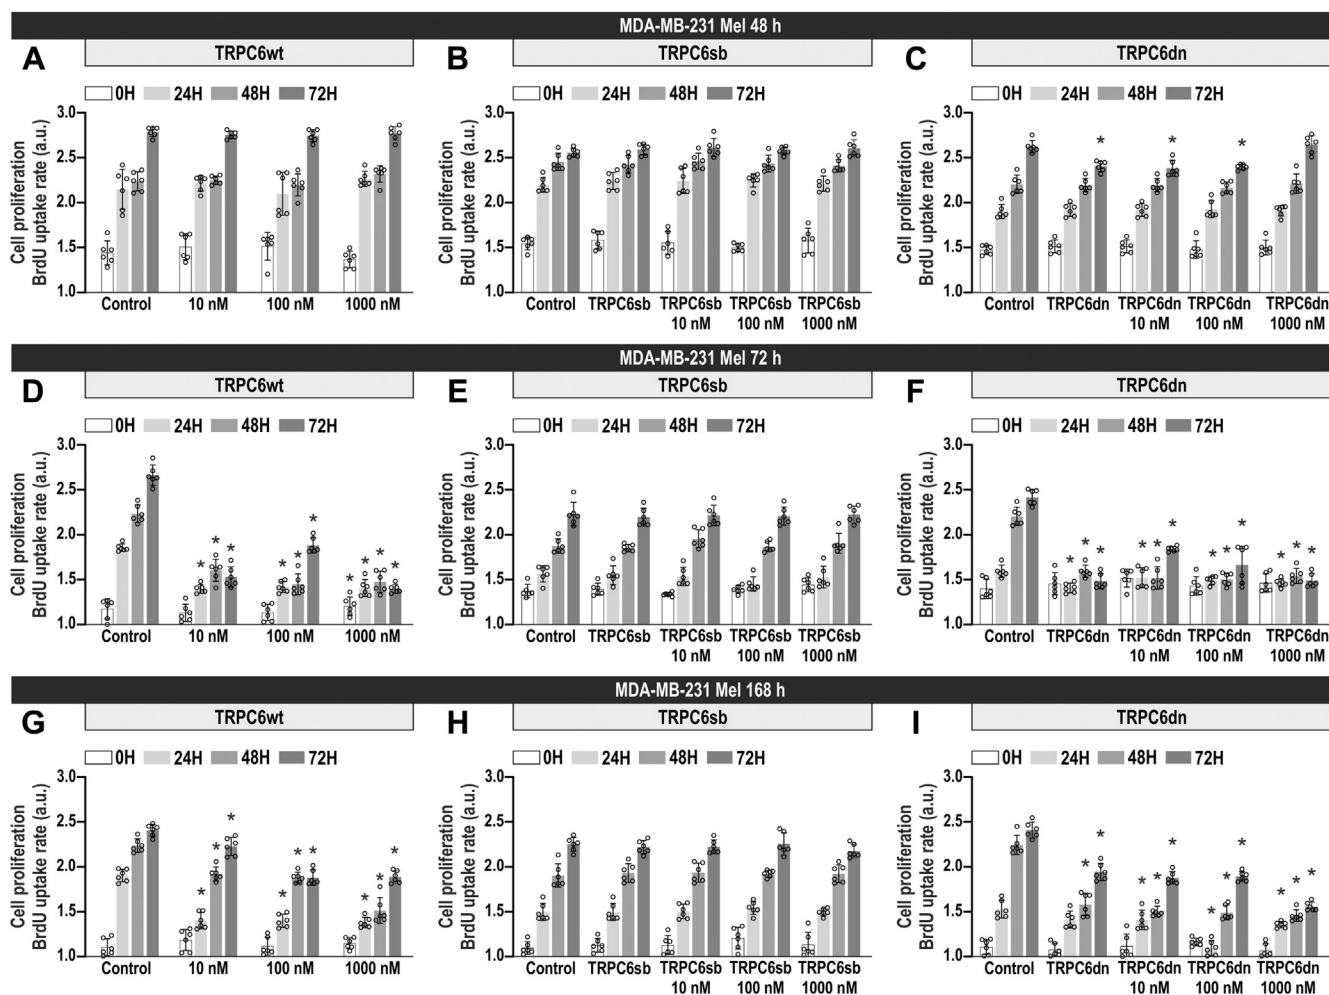 MDA-MB-231 Mel 48 h
A
TRPC6wt
0H 24H 48H 72H
Cell proliferation
BrdU uptake rate (a.u.)
3.0
2.5
2.0
1.5
1.0
Control 10 nM 100 nM 1000 nM
B
TRPC6sb
0H 24H 48H 72H
Cell proliferation
BrdU uptake rate (a.u.)
3.0
2.5
2.0
1.5
1.0
Control TRPC6sb TRPC6sb TRPC6sb TRPC6sb
10 nM 100 nM 1000 nM
C
TRPC6dn
0H 24H 48H 72H
Cell proliferation
BrdU uptake rate (a.u.)
3.0
2.5
2.0
1.5
1.0
* * *
Control TRPC6dn TRPC6dn TRPC6dn TRPC6dn
10 nM 100 nM 1000 nM
MDA-MB-231 Mel 72 h
D
TRPC6wt
0H 24H 48H 72H
Cell proliferation
BrdU uptake rate (a.u.)
3.0
2.5
2.0
1.5
1.0
* * * * * * * * * *
Control 10 nM 100 nM 1000 nM
E
TRPC6sb
0H 24H 48H 72H
Cell proliferation
BrdU uptake rate (a.u.)
3.0
2.5
2.0
1.5
1.0
Control TRPC6sb TRPC6sb TRPC6sb TRPC6sb
10 nM 100 nM 1000 nM
F
TRPC6dn
0H 24H 48H 72H
Cell proliferation
BrdU uptake rate (a.u.)
3.0
2.5
2.0
1.5
1.0
* * * * * * * * * * * *
Control TRPC6dn TRPC6dn TRPC6dn TRPC6dn
10 nM 100 nM 1000 nM
MDA-MB-231 Mel 168 h
G
TRPC6wt
0H 24H 48H 72H
Cell proliferation
BrdU uptake rate (a.u.)
3.0
2.5
2.0
1.5
1.0
* * * * * * * * *
Control 10 nM 100 nM 1000 nM
H
TRPC6sb
0H 24H 48H 72H
Cell proliferation
BrdU uptake rate (a.u.)
3.0
2.5
2.0
1.5
1.0
Control TRPC6sb TRPC6sb TRPC6sb TRPC6sb
10 nM 100 nM 1000 nM
I
TRPC6dn
0H 24H 48H 72H
Cell proliferation
BrdU uptake rate (a.u.)
3.0
2.5
2.0
1.5
1.0
* * * * * * * * * * *
Control TRPC6dn TRPC6dn TRPC6dn TRPC6dn
10 nM 100 nM 1000 nM